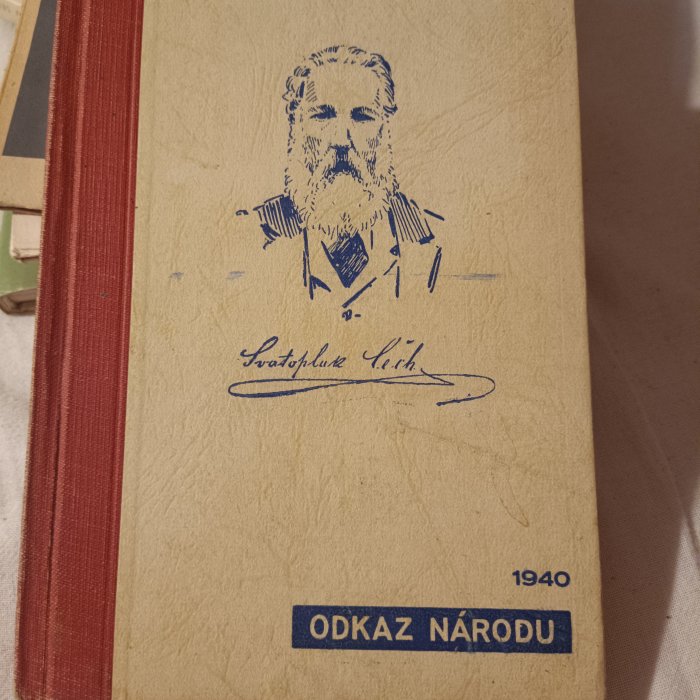 Svatopluk Čech.
1940
ODKAZ NÁRODU